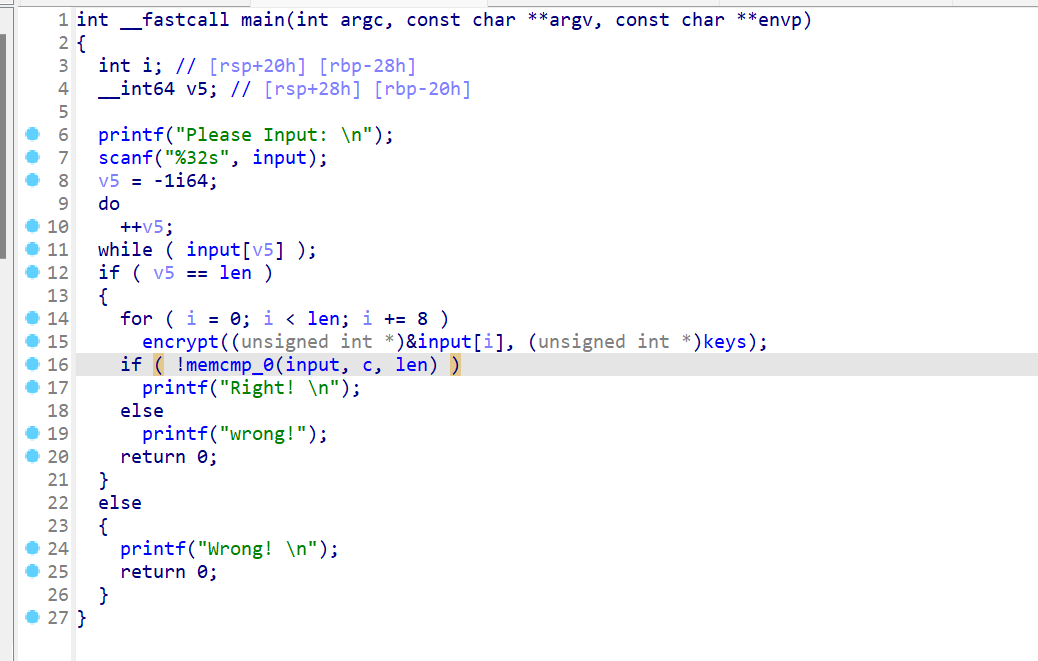 1 int __fastcall main(int argc, const char **argv, const char **envp)
2 {
3   int i; // [rsp+20h] [rbp-28h]
4   __int64 v5; // [rsp+28h] [rbp-20h]
5
6   printf("Please Input: \n");
7   scanf("%32s", input);
8   v5 = -1i64;
9   do
10     ++v5;
11   while ( input[v5] );
12   if ( v5 == len )
13   {
14     for ( i = 0; i < len; i += 8 )
15       encrypt((unsigned int *)&input[i], (unsigned int *)keys);
16     if ( !memcmp_0(input, c, len) )
17       printf("Right! \n");
18     else
19       printf("wrong!");
20     return 0;
21   }
22   else
23   {
24     printf("Wrong! \n");
25     return 0;
26   }
27 }